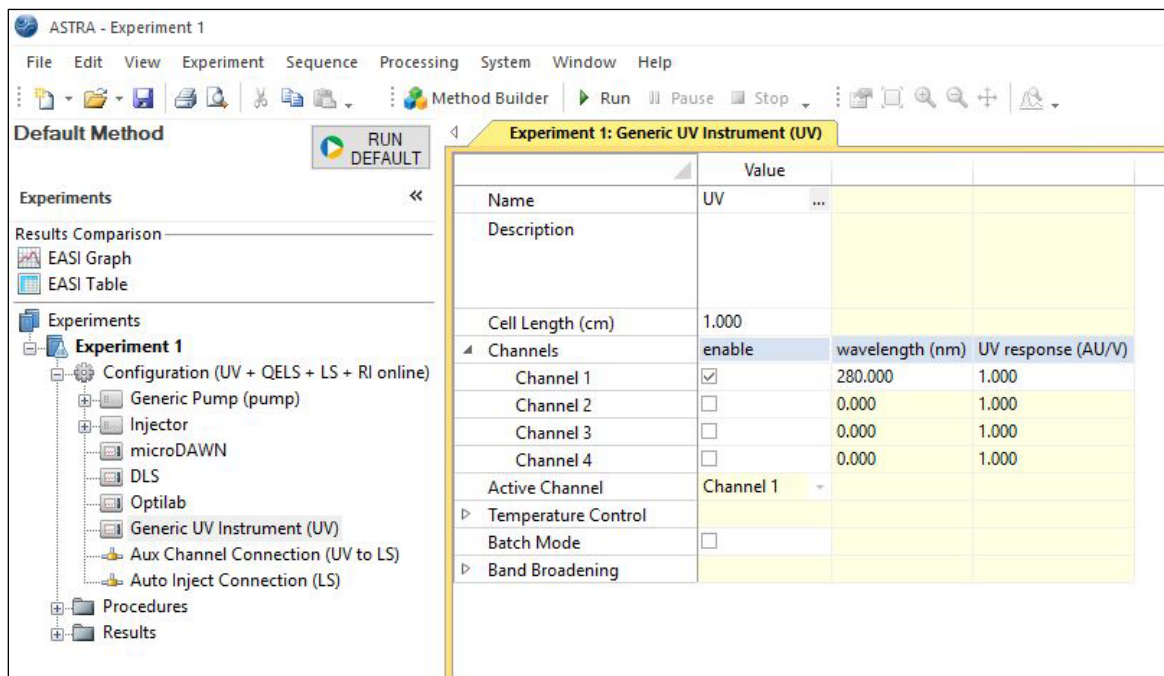 ASTRA - Experiment 1
File Edit View Experiment Sequence Processing System Window Help
Method Builder Run Pause Stop
Default Method
RUN
DEFAULT
Experiments
Results Comparison
EASI Graph
EASI Table
Experiments
Experiment 1
Configuration (UV + QELS + LS + RI online)
Generic Pump (pump)
Injector
microDAWN
DLS
Optilab
Generic UV Instrument (UV)
Aux Channel Connection (UV to LS)
Auto Inject Connection (LS)
Procedures
Results
Experiment 1: Generic UV Instrument (UV)
Value
Name UV ...
Description
Cell Length (cm) 1.000
Channels enable wavelength (nm) UV response (AU/V)
Channel 1 280.000 1.000
Channel 2 0.000 1.000
Channel 3 0.000 1.000
Channel 4 0.000 1.000
Active Channel Channel 1
Temperature Control
Batch Mode
Band Broadening